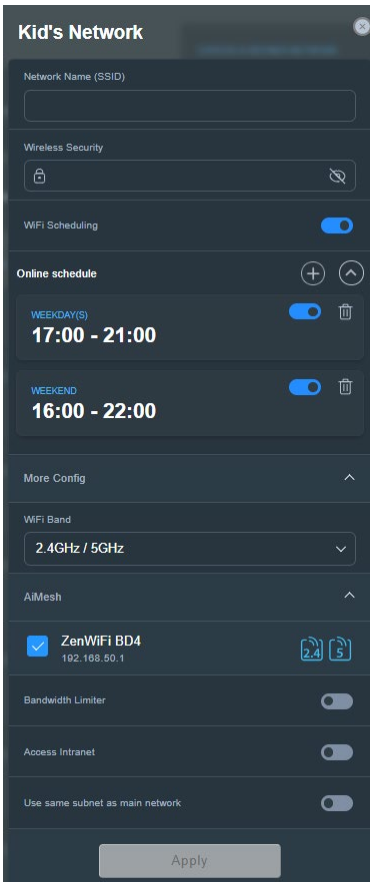 Kid's Network
Network Name (SSID)
Wireless Security
WiFi Scheduling
Online schedule
WEEKDAY(S)
17:00 - 21:00
WEEKEND
16:00 - 22:00
More Config
WiFi Band
2.4GHz / 5GHz
AiMesh
ZenWiFi BD4
192.168.50.1
2.4 5
Bandwidth Limiter
Access Intranet
Use same subnet as main network
Apply